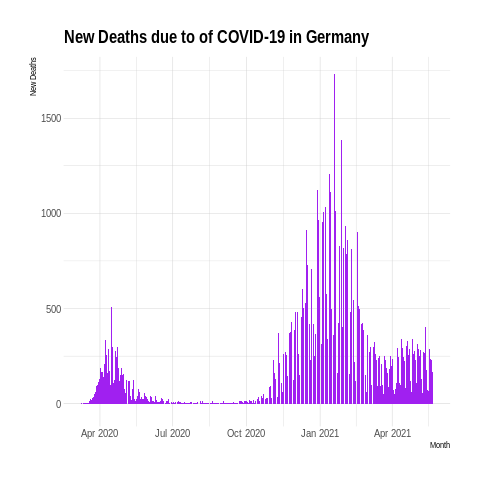 New Deaths due to of COVID-19 in Germany
New Deaths
1500
1000
500
0
Apr 2020 Jul 2020 Oct 2020 Jan 2021 Apr 2021
Month